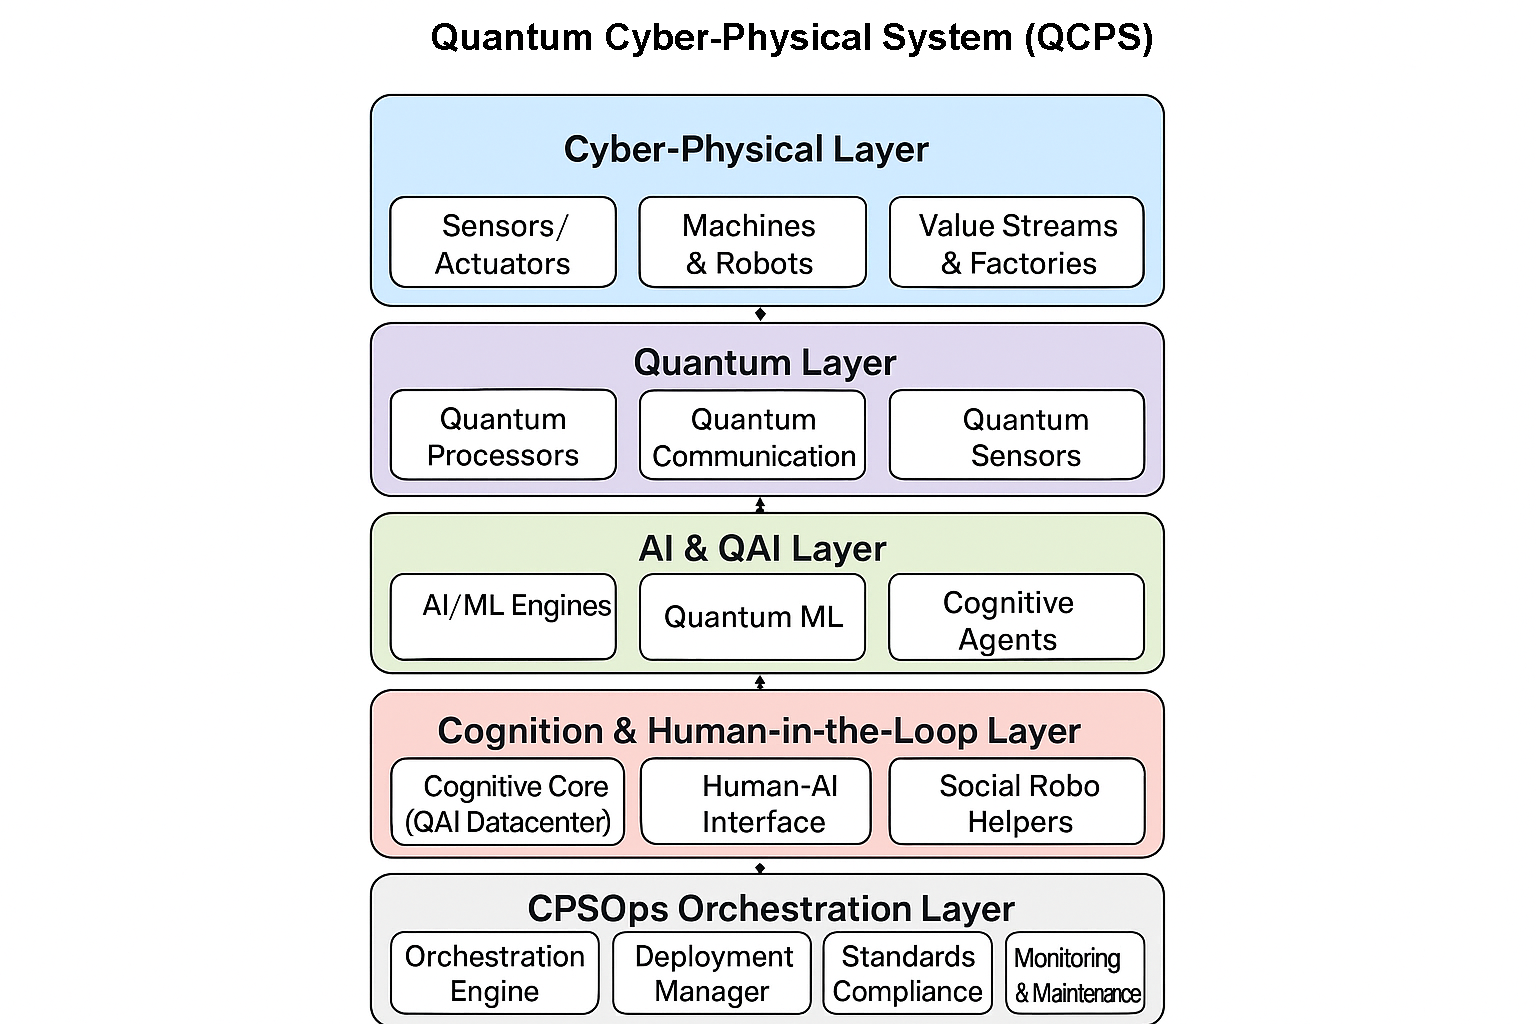 Quantum Cyber-Physical System (QCPS)
Cyber-Physical Layer
Sensors/
Actuators
Machines
& Robots
Value Streams
& Factories
Quantum Layer
Quantum
Processors
Quantum
Communication
Quantum
Sensors
AI & QAI Layer
AI/ML Engines
Quantum ML
Cognitive
Agents
Cognition & Human-in-the-Loop Layer
Cognitive Core
(QAI Datacenter)
Human-AI
Interface
Social Robo
Helpers
CPSOps Orchestration Layer
Orchestration
Engine
Deployment
Manager
Standards
Compliance
Monitoring
& Maintenance